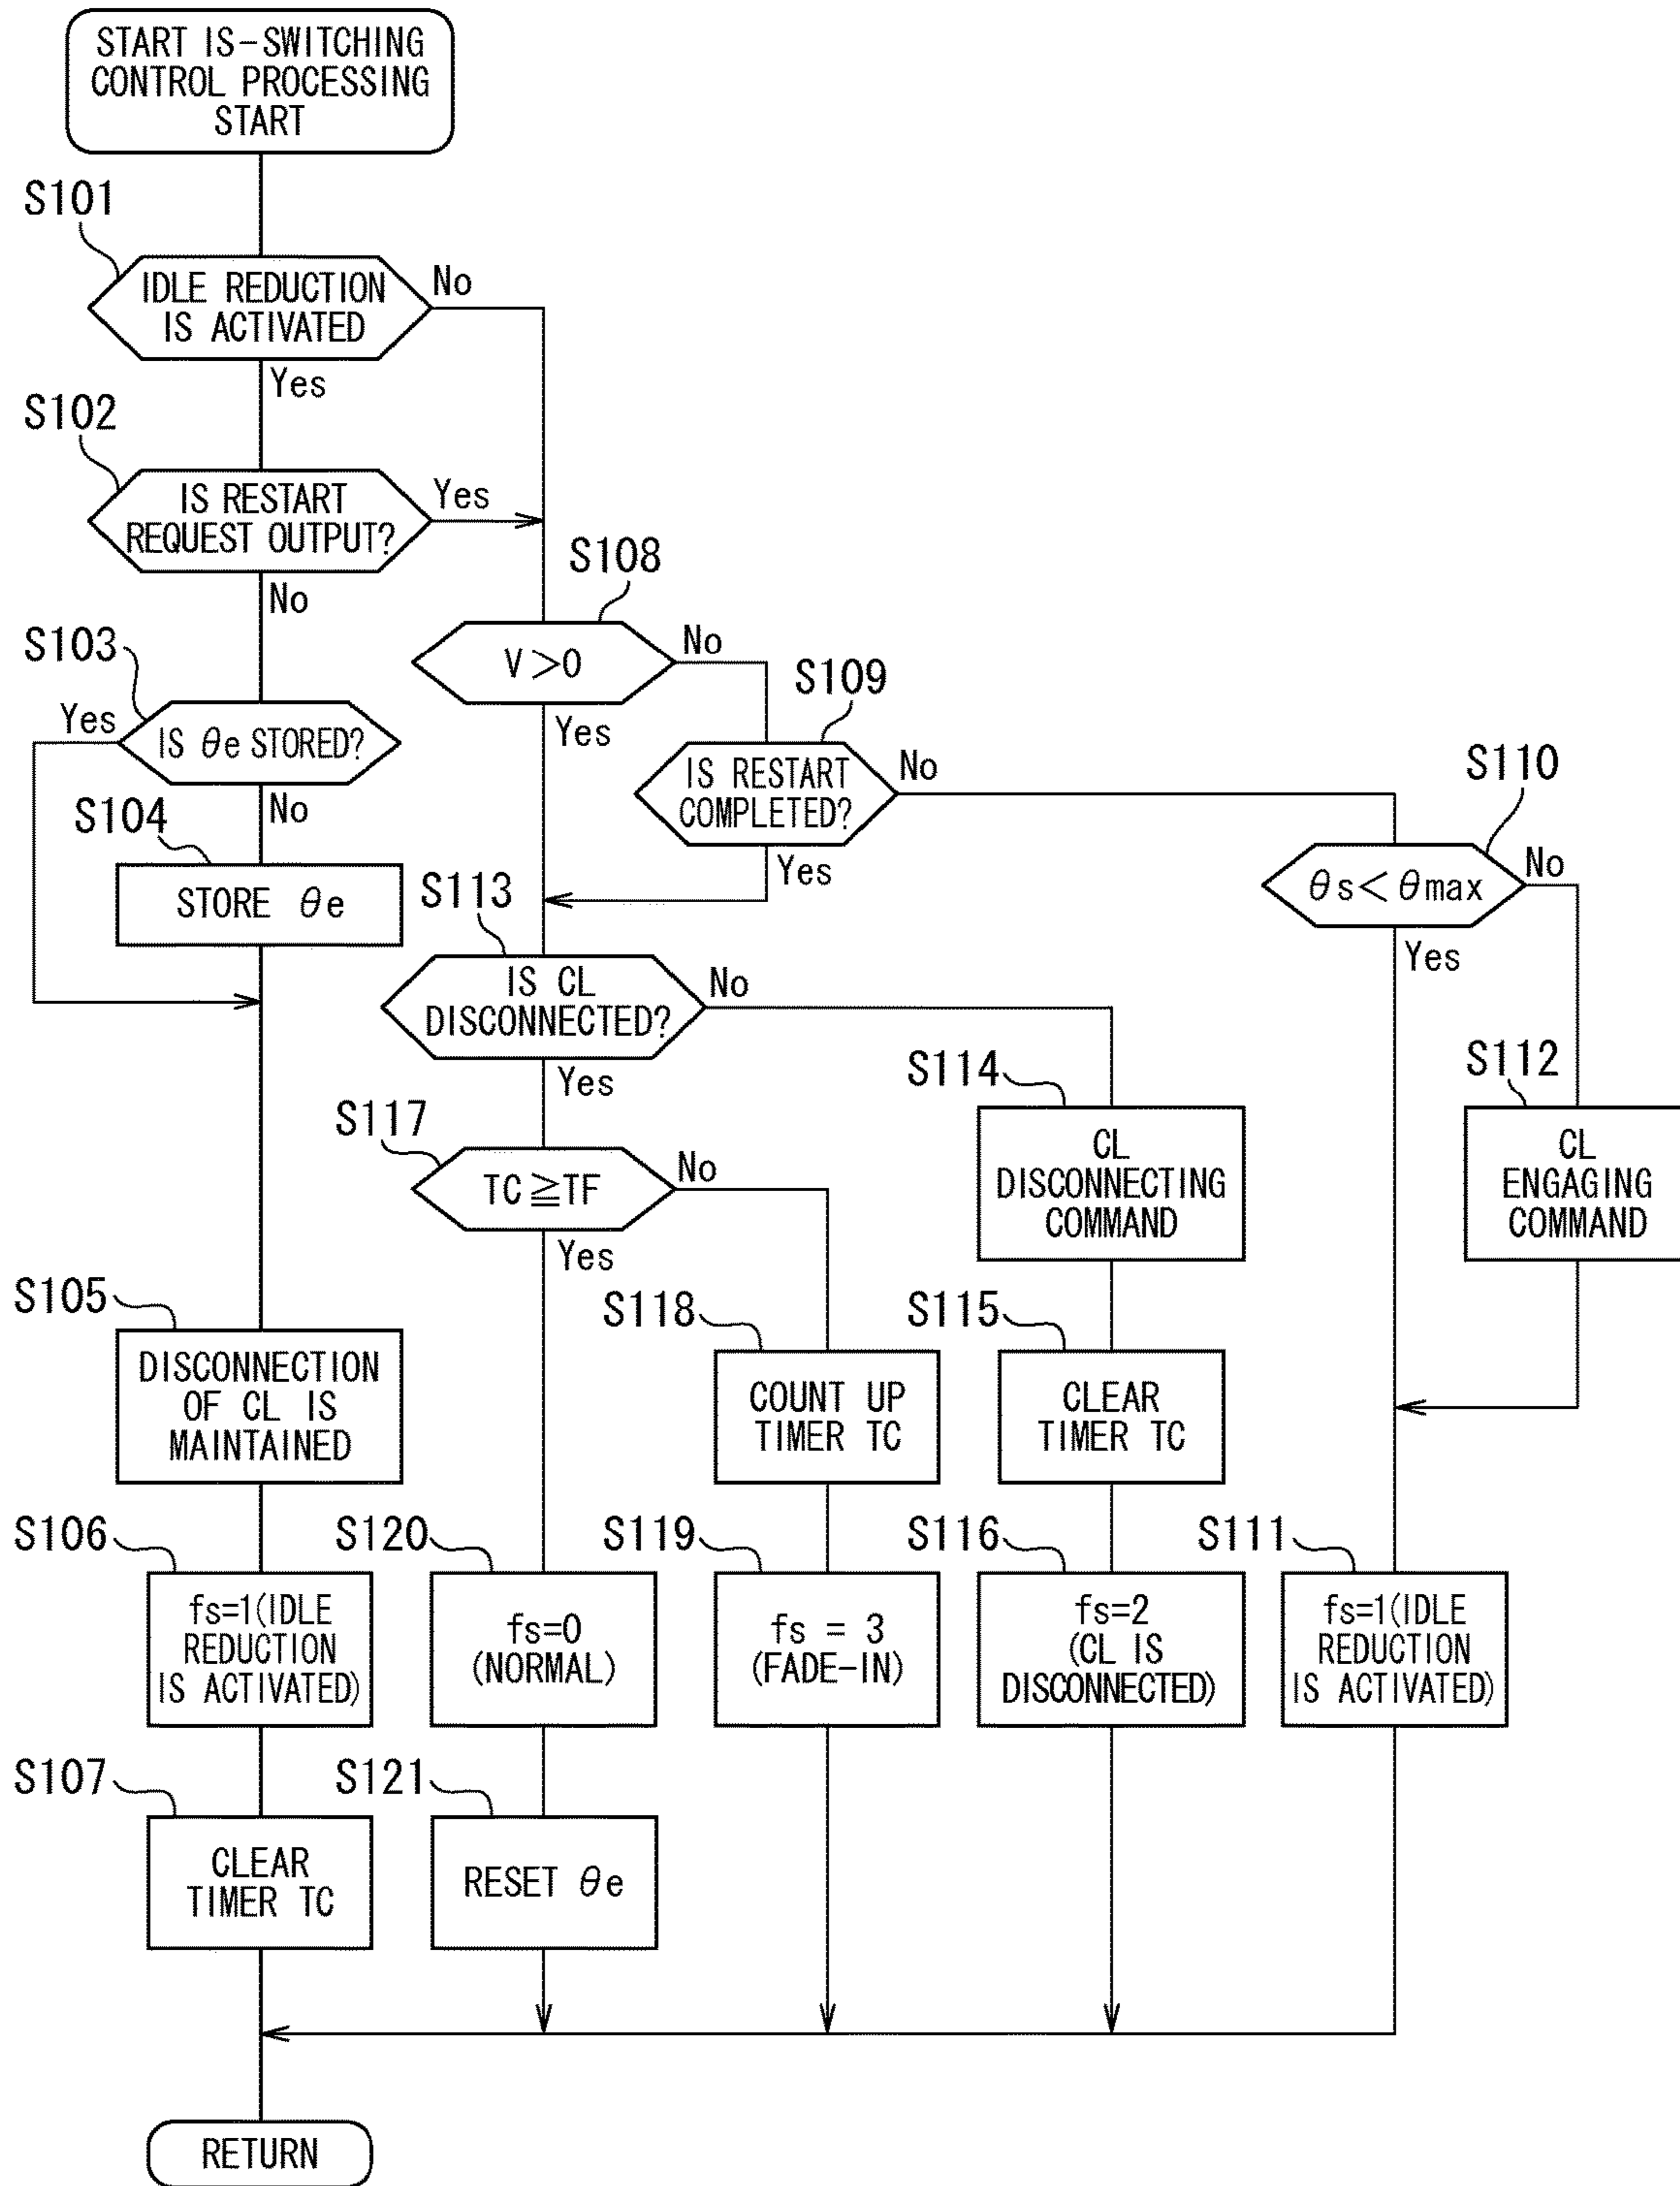 START IS-SWITCHING
CONTROL PROCESSING
START
S101
IDLE REDUCTION
IS ACTIVATED
No
Yes
S102
IS RESTART
REQUEST OUTPUT?
Yes
No
S108
V>0
No
Yes
S103
IS θe STORED?
Yes
No
S109
IS RESTART
COMPLETED?
No
Yes
S110
θs<θmax
No
Yes
S104
STORE θe
S113
IS CL
DISCONNECTED?
No
Yes
S114
CL
DISCONNECTING
COMMAND
S112
CL
ENGAGING
COMMAND
S117
TC≧TF
No
Yes
S105
DISCONNECTION
OF CL IS
MAINTAINED
S118
COUNT UP
TIMER TC
S115
CLEAR
TIMER TC
S106
fs=1(IDLE
REDUCTION
IS ACTIVATED)
S120
fs=0
(NORMAL)
S119
fs = 3
(FADE-IN)
S116
fs=2
(CL IS
DISCONNECTED)
S111
fs=1(IDLE
REDUCTION
IS ACTIVATED)
S107
CLEAR
TIMER TC
S121
RESET θe
RETURN